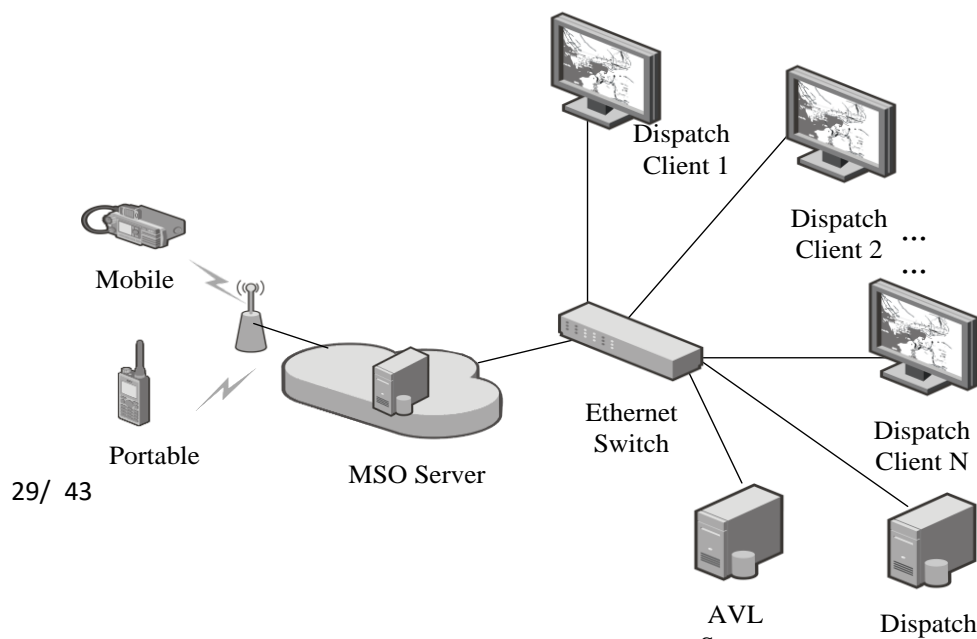 Dispatch
Client 1
Dispatch
Client 2
...
...
Mobile
Portable
MSO Server
Ethernet
Switch
Dispatch
Client N
29/ 43
AVL
Dispatch